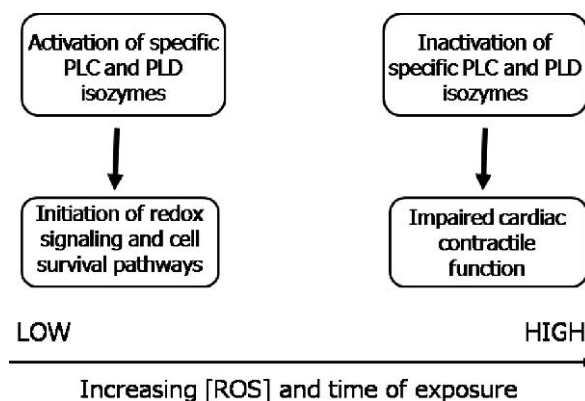 Activation of specific
PLC and PLD
isozymes
Inactivation of
specific PLC and PLD
isozymes
Initiation of redox
signaling and cell
survival pathways
Impaired cardiac
contractile
function
LOW
HIGH
Increasing [ROS] and time of exposure